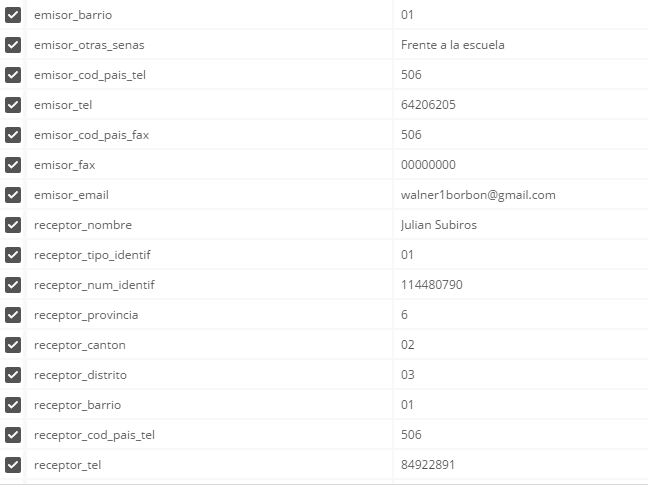 emisor_barrio 01
emisor_otras_senas Frente a la escuela
emisor_cod_pais_tel 506
emisor_tel 64206205
emisor_cod_pais_fax 506
emisor_fax 00000000
emisor_email walner1borbon@gmail.com
receptor_nombre Julian Subiros
receptor_tipo_identif 01
receptor_num_identif 114480790
receptor_provincia 6
receptor_canton 02
receptor_distrito 03
receptor_barrio 01
receptor_cod_pais_tel 506
receptor_tel 84922891